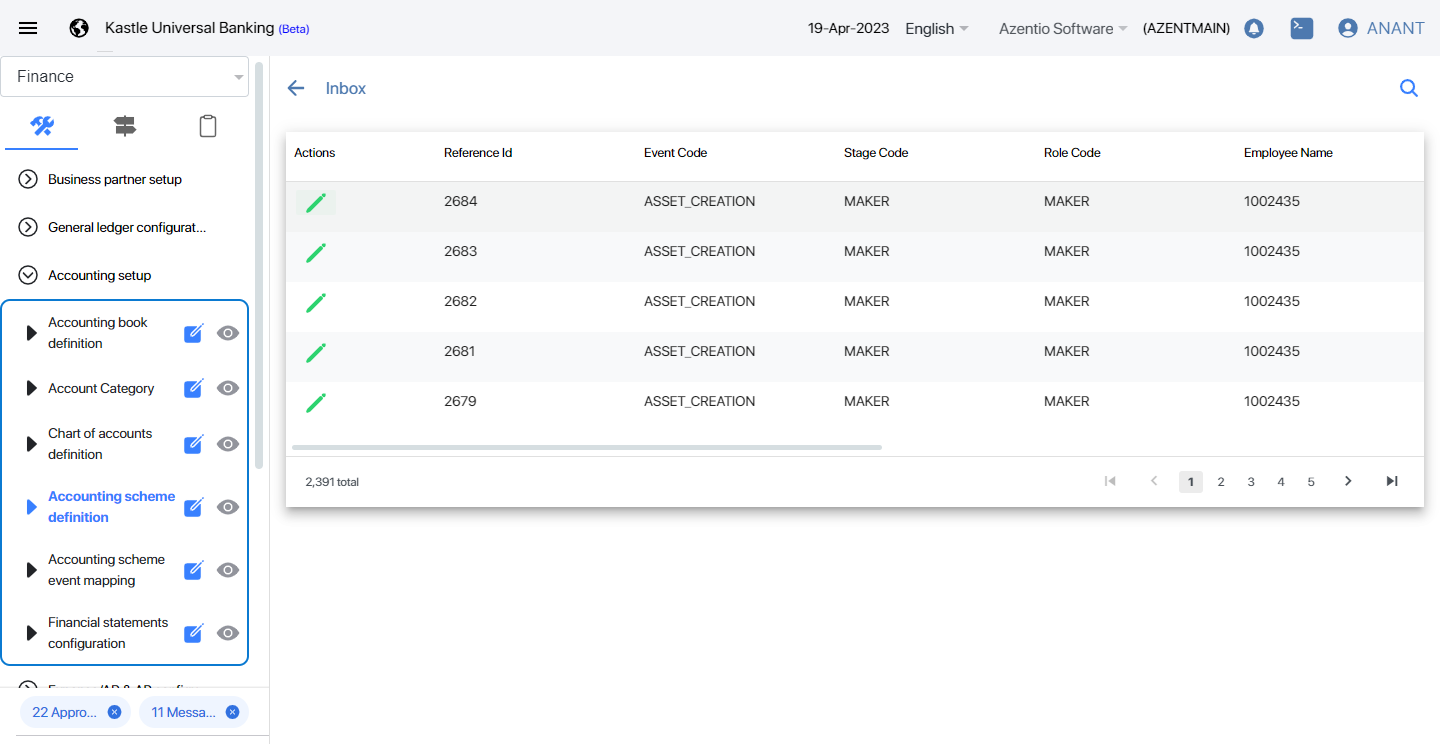 Kastle Universal Banking (Beta)
19-Apr-2023
English
Azentio Software
(AZENTMAIN)
ANANT
Finance
Business partner setup
General ledger configurat...
Accounting setup
Accounting book
definition
Account Category
Chart of accounts
definition
Accounting scheme
definition
Accounting scheme
event mapping
Financial statements
configuration
22 Appro...
11 Messa...
Inbox
Actions Reference Id Event Code Stage Code Role Code Employee Name
2684 ASSET_CREATION MAKER MAKER 1002435
2683 ASSET_CREATION MAKER MAKER 1002435
2682 ASSET_CREATION MAKER MAKER 1002435
2681 ASSET_CREATION MAKER MAKER 1002435
2679 ASSET_CREATION MAKER MAKER 1002435
2,391 total
1 2 3 4 5